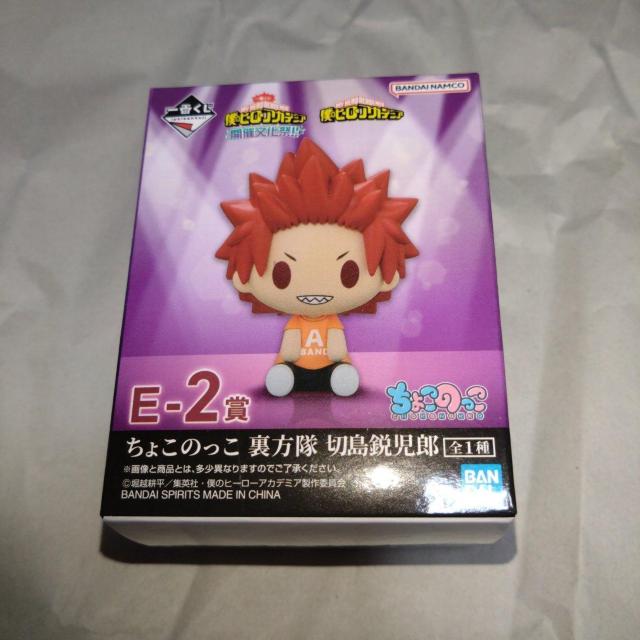 一番くじ
僕のヒーローアカデミア
開催文化祭!!
僕のヒーローアカデミア
BANDAI NAMCO
A
BAND
E-2賞
ちょこのっこ
ちょこのっこ 裏方隊 切島鋭児郎 全1種
※画像と商品とは、多少異なりますのでご了承ください。
©堀越耕平／集英社・僕のヒーローアカデミア製作委員会
BANDAI SPIRITS MADE IN CHINA
BAN
DAI